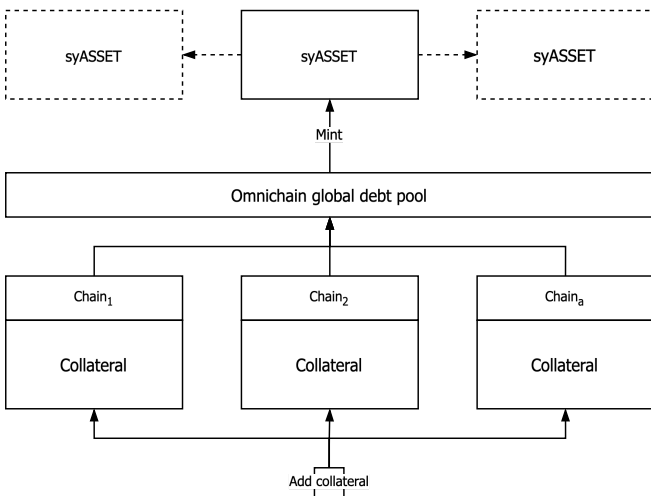 syASSET
syASSET
syASSET
Mint
Omnichain global debt pool
Chain₁
Chain₂
Chainₐ
Collateral
Collateral
Collateral
Add collateral